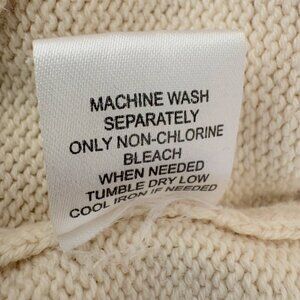 MACHINE WASH
SEPARATELY
ONLY NON-CHLORINE
BLEACH
WHEN NEEDED
TUMBLE DRY LOW
COOL IRON IF NEEDED